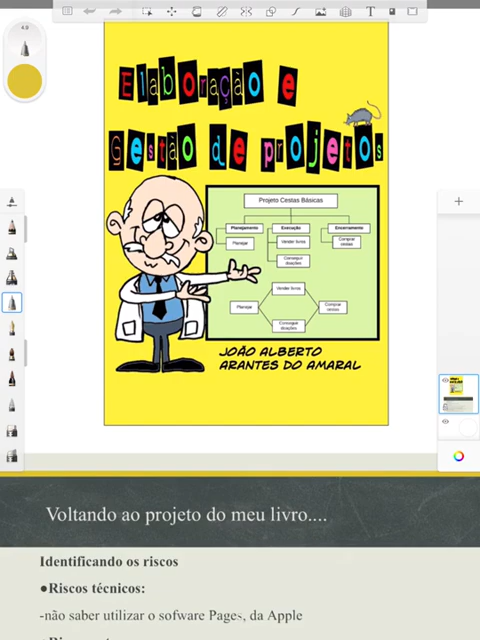 4.8
Elaboração e
Gestão de projetos
Projeto Cestas Básicas
Planejamento Execução Encerramento
Planejar Vender livros Comprar cestas
Conseguir doações
Vender livros
Planejar Comprar cestas
Conseguir doações
JOÃO ALBERTO
ARANTES DO AMARAL
Voltando ao projeto do meu livro....
Identificando os riscos
●Riscos técnicos:
-não saber utilizar o sofware Pages, da Apple